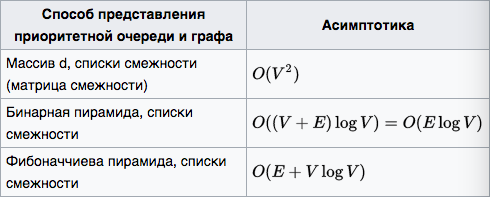 Способ представления
приоритетной очереди и графа
Асимптотика
Массив d, списки смежности
(матрица смежности)
O(V²)
Бинарная пирамида, списки
смежности
O((V + E) log V) = O(E log V)
Фибоначчиева пирамида, списки
смежности
O(E + V log V)